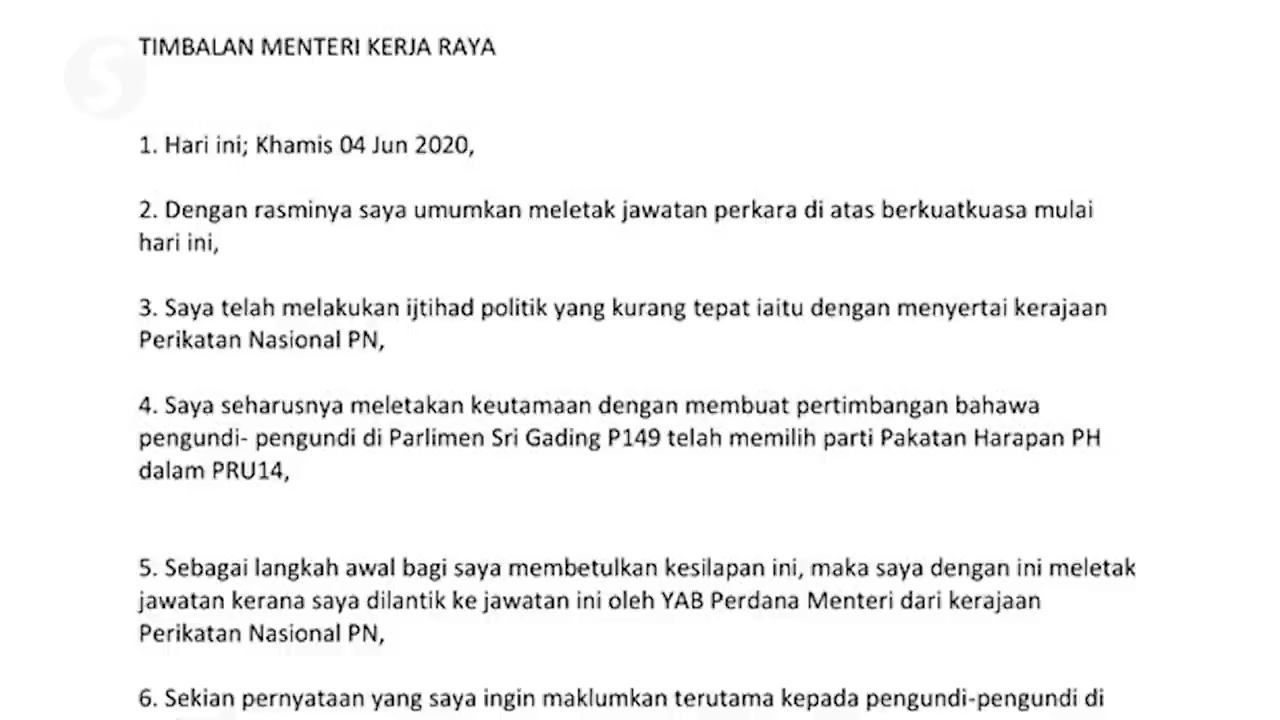 TIMBALAN MENTERI KERJA RAYA
1. Hari ini; Khamis 04 Jun 2020,
2. Dengan rasminya saya umumkan meletak jawatan perkara di atas berkuatkuasa mulai
hari ini,
3. Saya telah melakukan ijtihad politik yang kurang tepat iaitu dengan menyertai kerajaan
Perikatan Nasional PN,
4. Saya seharusnya meletakan keutamaan dengan membuat pertimbangan bahawa
pengundi- pengundi di Parlimen Sri Gading P149 telah memilih parti Pakatan Harapan PH
dalam PRU14,
5. Sebagai langkah awal bagi saya membetulkan kesilapan ini, maka saya dengan ini meletak
jawatan kerana saya dilantik ke jawatan ini oleh YAB Perdana Menteri dari kerajaan
Perikatan Nasional PN,
6. Sekian pernyataan yang saya ingin maklumkan terutama kepada pengundi-pengundi di